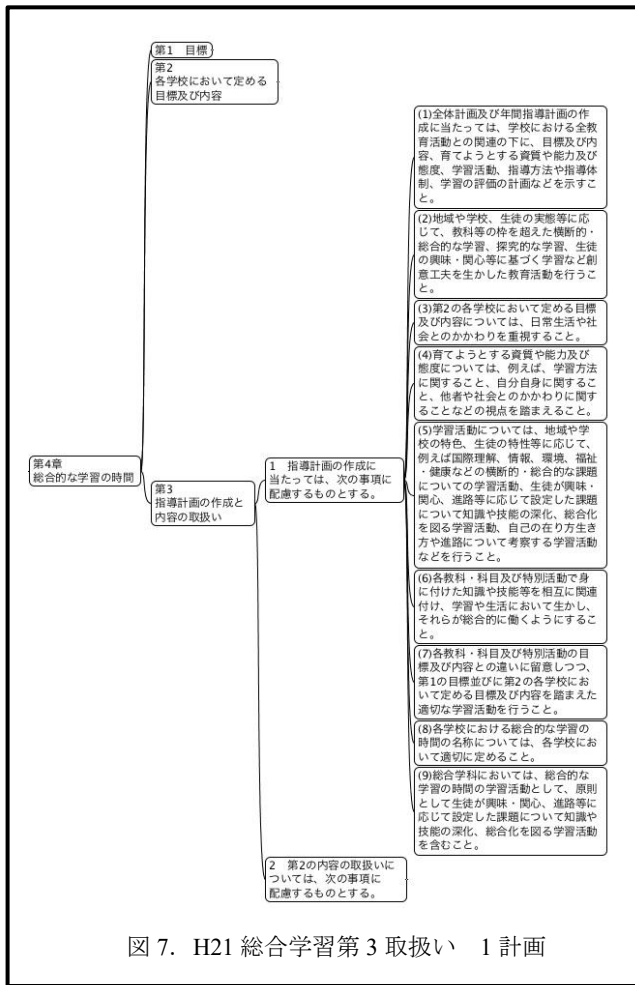 第1 目標
第2
各学校において定める
目標及び内容
第4章
総合的な学習の時間
第3
指導計画の作成と
内容の取扱い
1 指導計画の作成に
当たっては、次の事項に
配慮するものとする。
(1)全体計画及び年間指導計画の作
成に当たっては、学校における全教
育活動との関連の下に、目標及び内
容、育てようとする資質や能力及び
態度、学習活動、指導方法や指導体
制、学習の評価の計画などを示すこ
と。
(2)地域や学校、生徒の実態等に応
じて、教科等の枠を超えた横断的・
総合的な学習、探究的な学習、生徒
の興味・関心等に基づく学習など創
意工夫を生かした教育活動を行うこ
と。
(3)第2の各学校において定める目標
及び内容については、日常生活や社
会とのかかわりを重視すること。
(4)育てようとする資質や能力及び
態度については、例えば、学習方法
に関すること、自分自身に関するこ
と、他者や社会とのかかわりに関す
ることなどの視点を踏まえること。
(5)学習活動については、地域や学
校の特色、生徒の特性等に応じて、
例えば国際理解、情報、環境、福祉
・健康などの横断的・総合的な課題
についての学習活動、生徒が興味・
関心、進路等に応じて設定した課題
について知識や技能の深化、総合化
を図る学習活動、自己の在り方生き
方や進路について考察する学習活動
などを行うこと。
(6)各教科・科目及び特別活動で身
に付けた知識や技能等を相互に関連
付け、学習や生活において生かし、
それらが総合的に働くようにするこ
と。
(7)各教科・科目及び特別活動の目
標及び内容との違いに留意しつつ、
第1の目標並びに第2の各学校にお
いて定める目標及び内容を踏まえた
適切な学習活動を行うこと。
(8)各学校における総合的な学習の
時間の名称については、各学校にお
いて適切に定めること。
(9)総合学科においては、総合的な
学習の時間の学習活動として、原則
として生徒が興味・関心、進路等に
応じて設定した課題について知識や
技能の深化、総合化を図る学習活動
を含むこと。
2 第2の内容の取扱いに
ついては、次の事項に
配慮するものとする。
図 7. H21 総合学習第 3 取扱い 1 計画